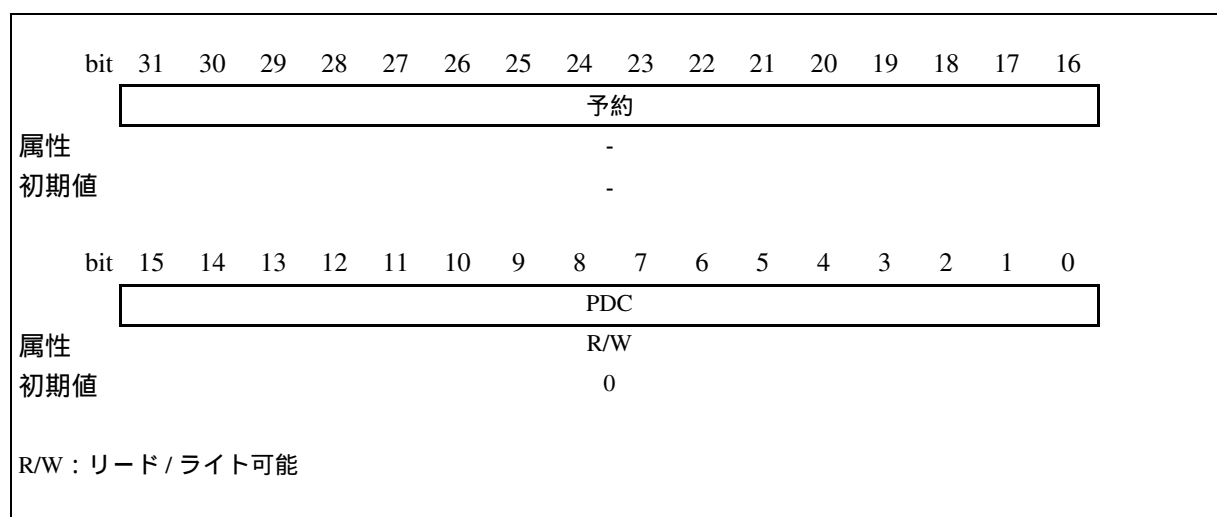 bit 31 30 29 28 27 26 25 24 23 22 21 20 19 18 17 16
予約
属性 -
初期値 -
bit 15 14 13 12 11 10 9 8 7 6 5 4 3 2 1 0
PDC
属性 R/W
初期値 0
R/W：リード / ライト可能